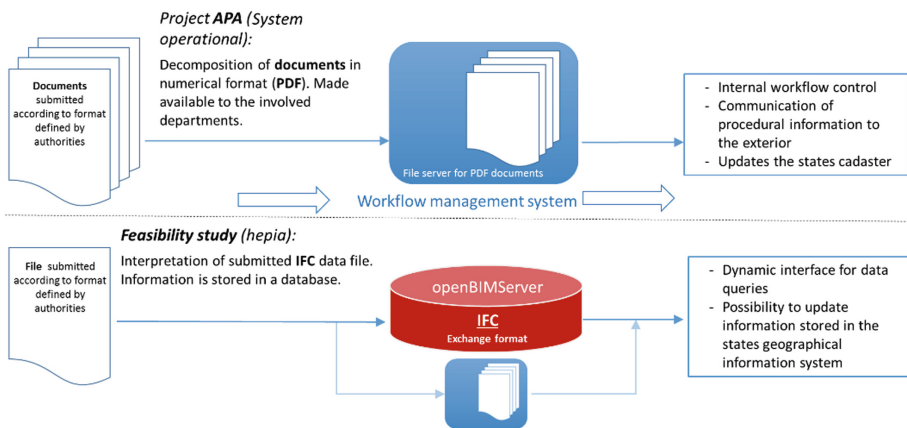 Project APA (System
operational):
Documents
submitted
according to format
defined by
authorities
Decomposition of documents in
numerical format (PDF). Made
available to the involved
departments.
File server for PDF documents
- Internal workflow control
- Communication of
procedural information to
the exterior
- Updates the states cadaster
Workflow management system
Feasibility study (hepia):
File submitted
according to format
defined by
authorities
Interpretation of submitted IFC data file.
Information is stored in a database.
openBIMServer
IFC
Exchange format
- Dynamic interface for data
queries
- Possibility to update
information stored in the
states geographical
information system